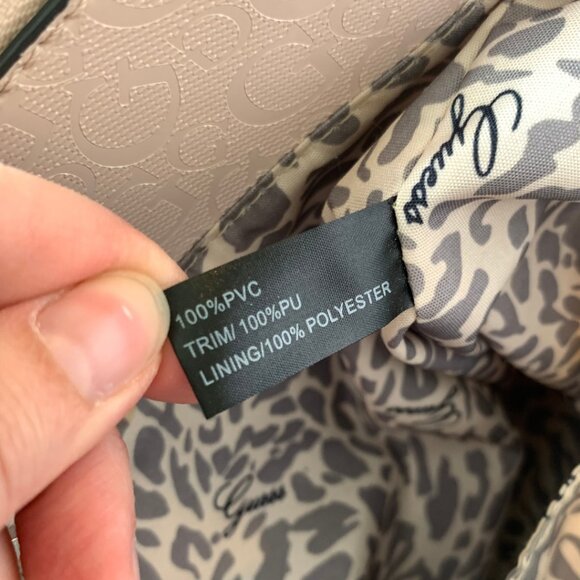 Guess
100%PVC
TRIM/ 100%PU
LINING/100% POLYESTER
Guess